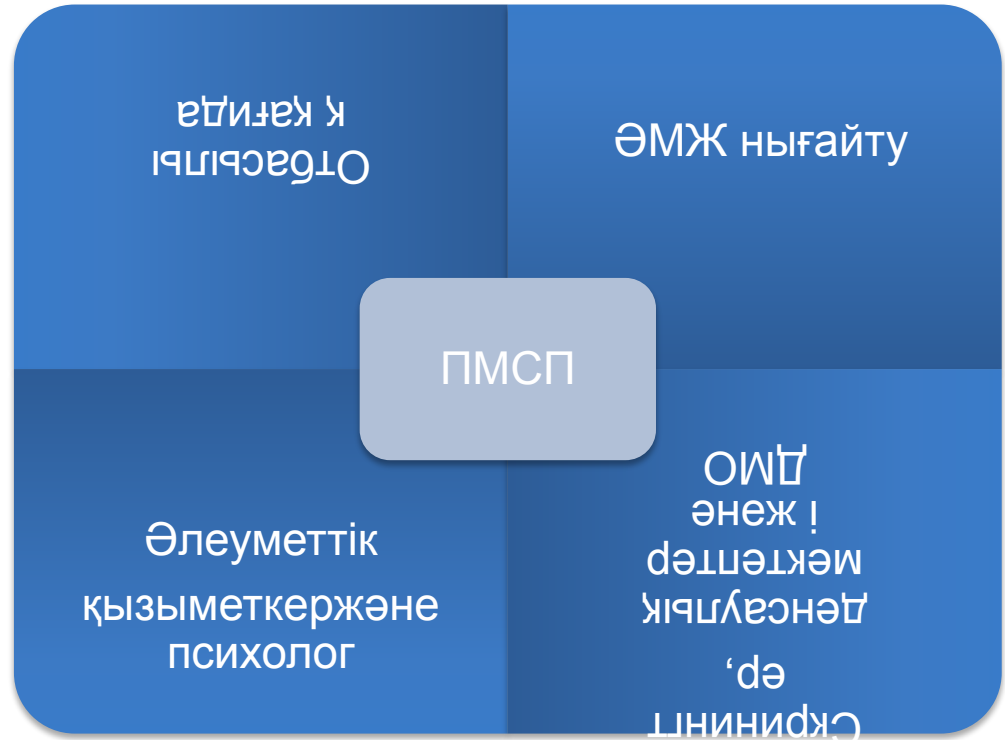 Отбасылы
қ қағида
ӘМЖ нығайту
ПМСП
Әлеуметтік
қызыметкержәне
психолог
Скринингт
ер,
денсаулық
мектептер
і және
ДМО